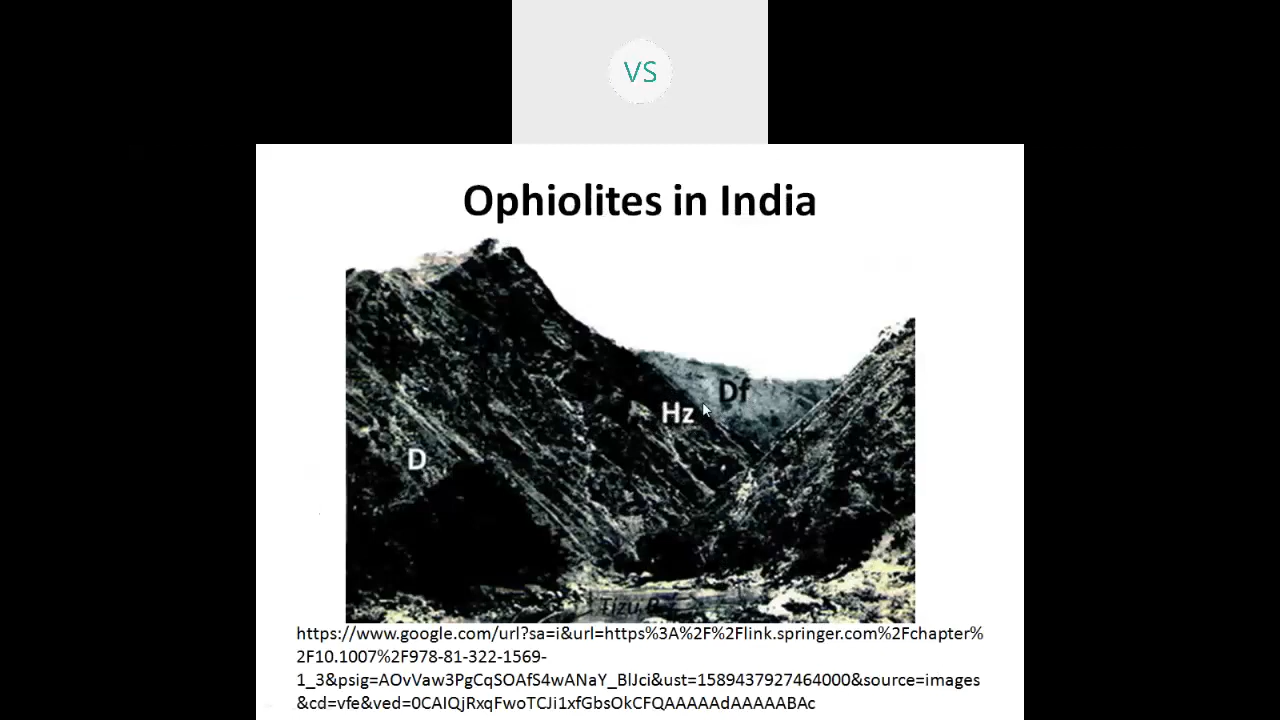 VS
Ophiolites in India
Df
Hz
D
Tizu R
https://www.google.com/url?sa=i&url=https%3A%2F%2Flink.springer.com%2Fchapter%
2F10.1007%2F978-81-322-1569-
1_3&psig=AOvVaw3PgCqSOAfS4wANaY_BlJci&ust=1589437927464000&source=images
&cd=vfe&ved=0CAIQjRxqFwoTCJi1xfGbsOkCFQAAAAAdAAAAABAc